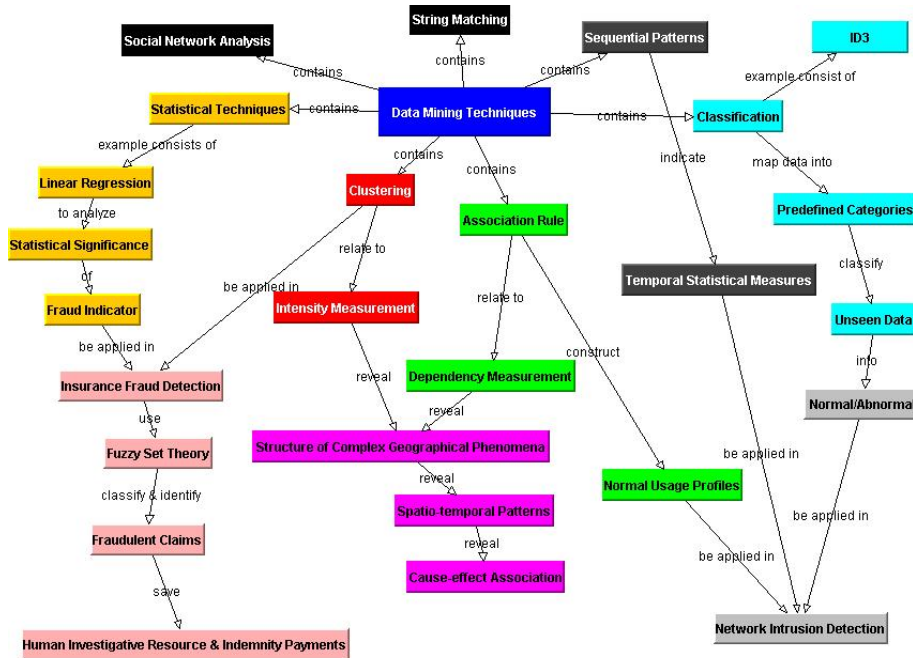 String Matching
Social Network Analysis
Sequential Patterns
ID3
contains
contains
contains
example consist of
Statistical Techniques
contains
Data Mining Techniques
contains
Classification
example consists of
contains
contains
indicate
map data into
Linear Regression
Clustering
to analyze
Association Rule
Predefined Categories
Statistical Significance
relate to
classify
of
be applied in
Temporal Statistical Measures
Fraud Indicator
Intensity Measurement
relate to
Unseen Data
be applied in
construct
into
Insurance Fraud Detection
reveal
Dependency Measurement
Normal/Abnormal
use
reveal
Fuzzy Set Theory
Structure of Complex Geographical Phenomena
be applied in
reveal
Normal Usage Profiles
classify & identify
Spatio-temporal Patterns
be applied in
Fraudulent Claims
reveal
be applied in
Cause-effect Association
save
Network Intrusion Detection
Human Investigative Resource & Indemnity Payments